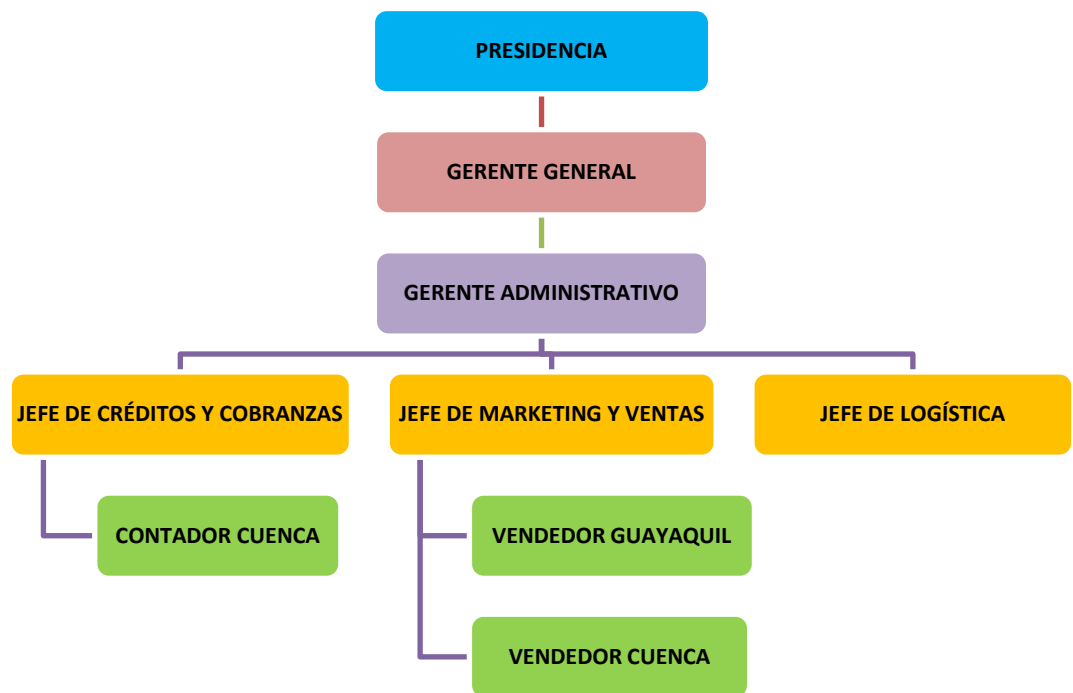 PRESIDENCIA
GERENTE GENERAL
GERENTE ADMINISTRATIVO
JEFE DE CRÉDITOS Y COBRANZAS
JEFE DE MARKETING Y VENTAS
JEFE DE LOGÍSTICA
CONTADOR CUENCA
VENDEDOR GUAYAQUIL
VENDEDOR CUENCA